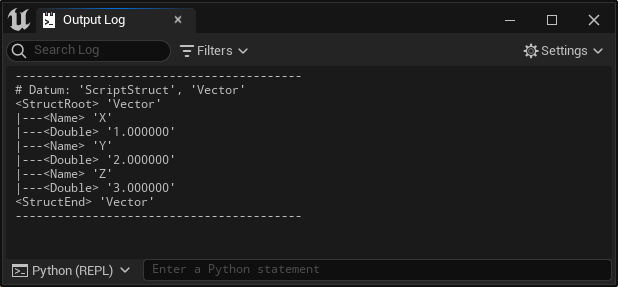 Output Log
Search Log
Filters
Settings
-----------------------------------------
# Datum: 'ScriptStruct', 'Vector'
<StructRoot> 'Vector'
|---<Name> 'X'
|---<Double> '1.000000'
|---<Name> 'Y'
|---<Double> '2.000000'
|---<Name> 'Z'
|---<Double> '3.000000'
<StructEnd> 'Vector'
-----------------------------------------
Python (REPL)
Enter a Python statement